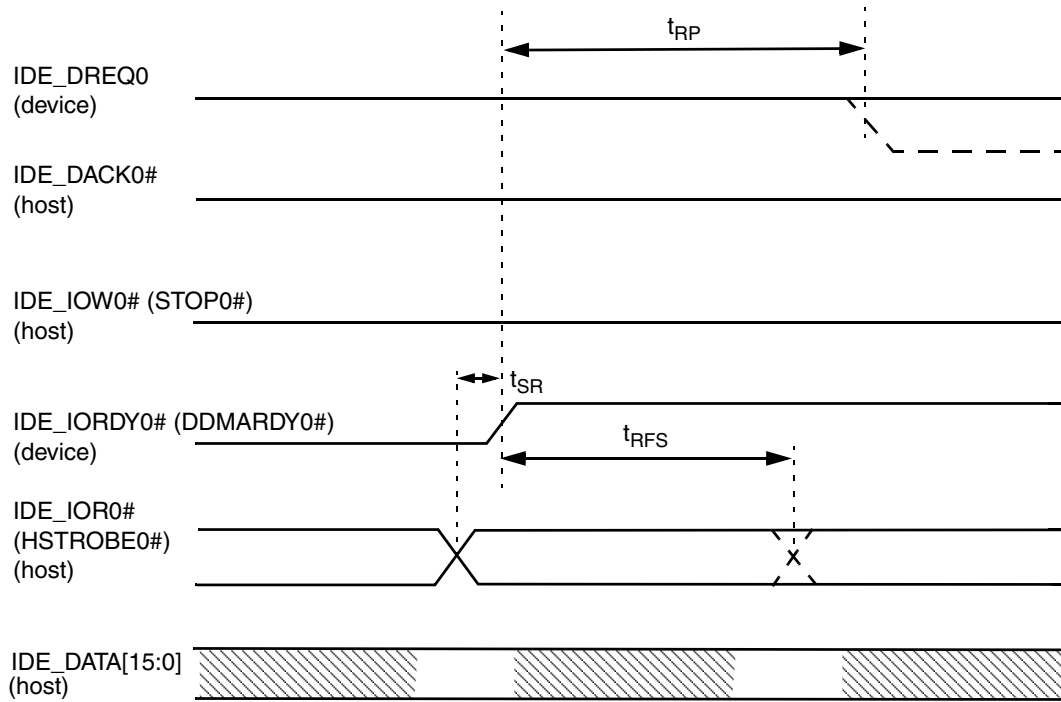 t_RP
IDE_DREQ0
(device)
IDE_DACK0#
(host)
IDE_IOW0# (STOP0#)
(host)
t_SR
IDE_IORDY0# (DDMARDY0#)
(device)
t_RFS
IDE_IOR0#
(HSTROBE0#)
(host)
IDE_DATA[15:0]
(host)